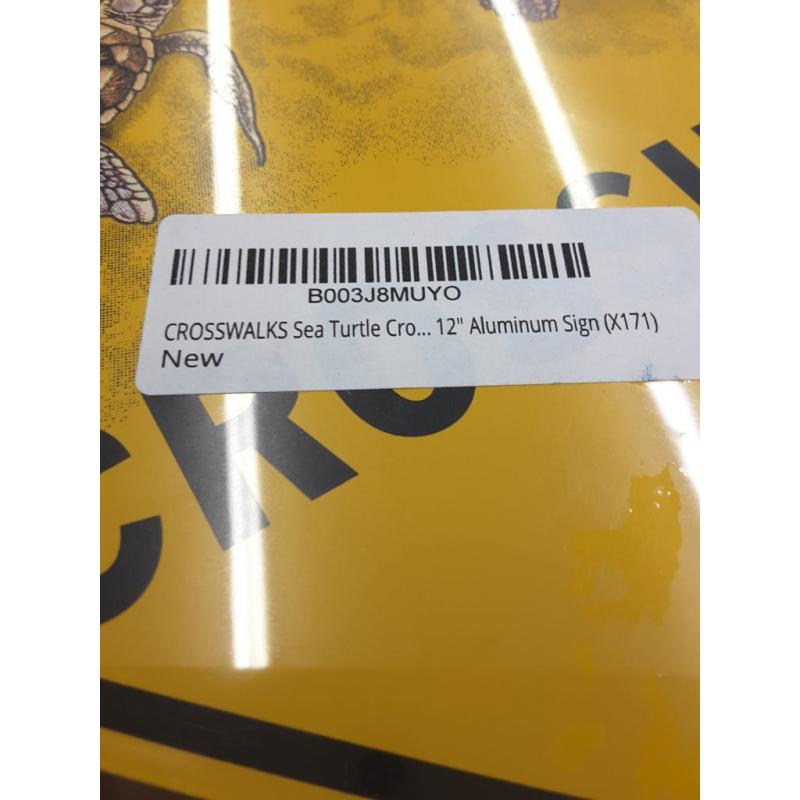 B003J8MUYO
CROSSWALKS Sea Turtle Cro... 12" Aluminum Sign (X171)
New